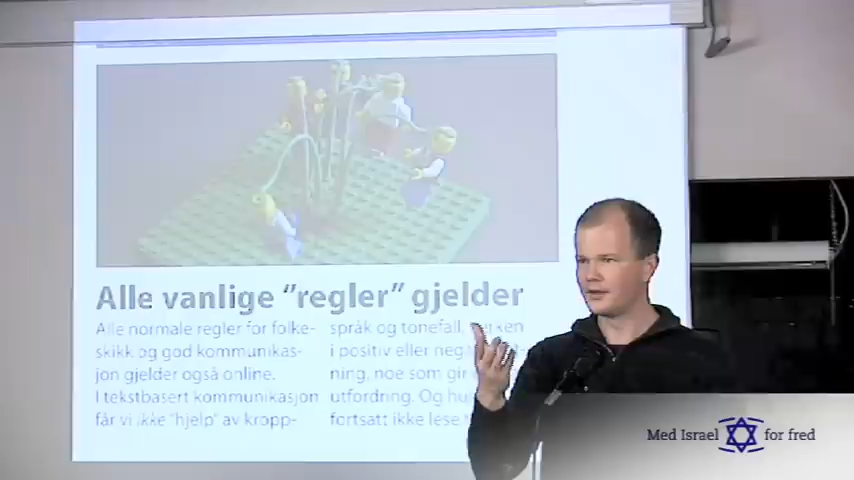 Alle vanlige "regler" gjelder
Alle normale regler for folke-
skikk og god kommunikas-
jon gjelder også online.
I tekstbasert kommunikasjon
får vi ikke "hjelp" av kropp-
språk og tonefall,
i positiv eller
ning, noe som gir
utfordring. Og
fortsatt ikke lese
Med Israel for fred